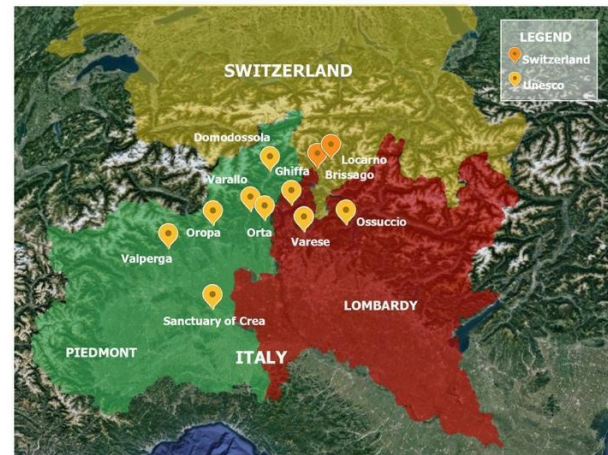 LEGEND
Switzerland
Unesco
SWITZERLAND
Domodossola
Locarno
Ghiffa
Brissago
Varallo
Oropa
Orta
Varese
Ossuccio
Valperga
Sanctuary of Crea
LOMBARDY
PIEDMONT
ITALY